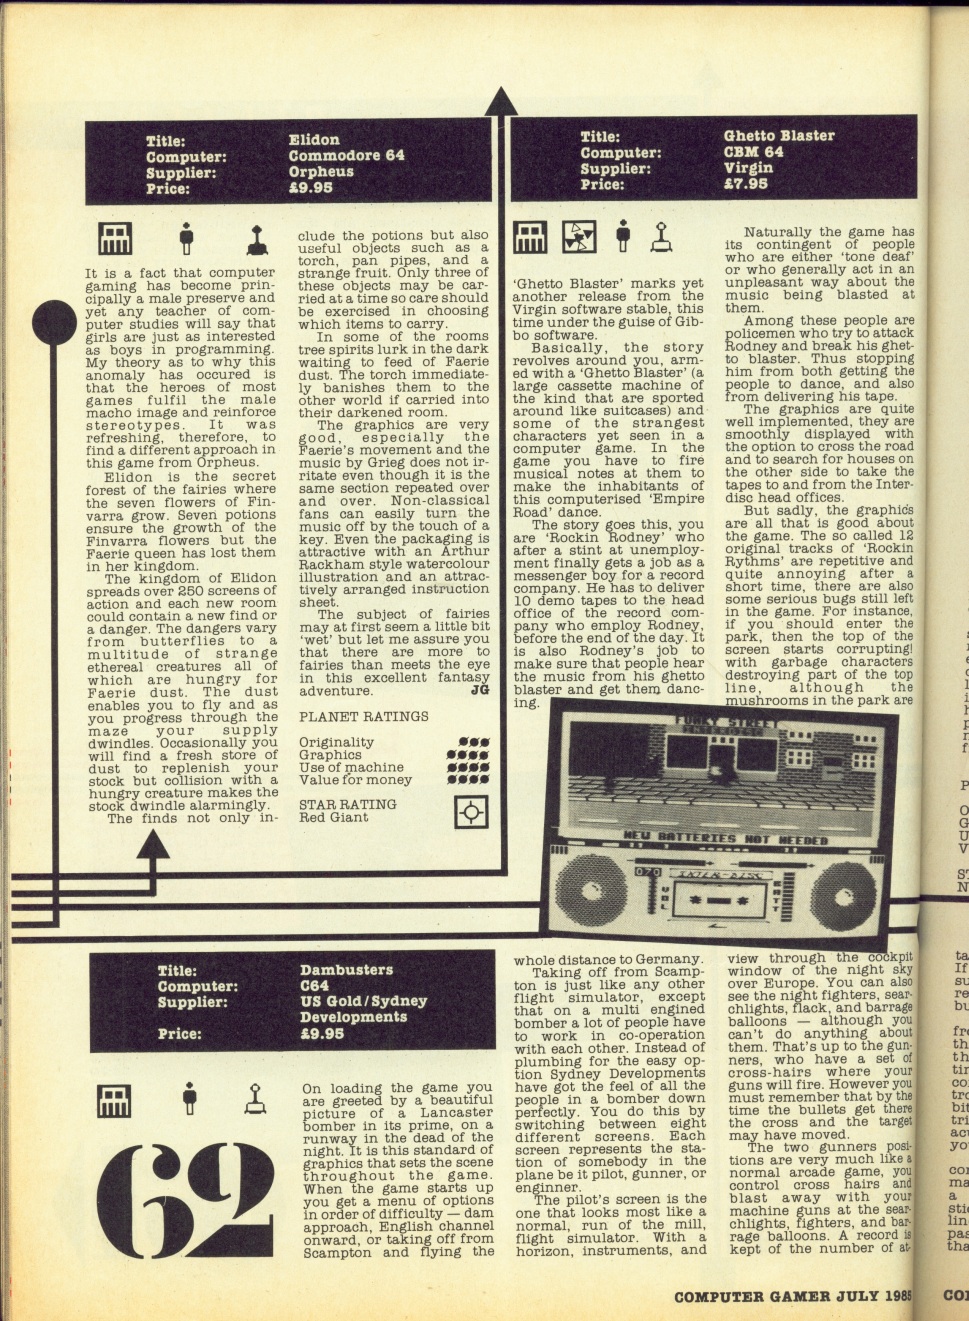 Title: Elidon
Computer: Commodore 64
Supplier: Orpheus
Price: £9.95
It is a fact that computer
gaming has become prin-
cipally a male preserve and
yet any teacher of com-
puter studies will say that
girls are just as interested
as boys in programming.
My theory as to why this
anomaly has occured is
that the heroes of most
games fulfil the male
macho image and reinforce
stereotypes. It was
refreshing, therefore, to
find a different approach in
this game from Orpheus.
Elidon is the secret
forest of the fairies where
the seven flowers of Fin-
varra grow. Seven potions
ensure the growth of the
Finvarra flowers but the
Faerie queen has lost them
in her kingdom.
The kingdom of Elidon
spreads over 250 screens of
action and each new room
could contain a new find or
a danger. The dangers vary
from butterflies to a
multitude of strange
ethereal creatures all of
which are hungry for
Faerie dust. The dust
enables you to fly and as
you progress through the
maze your supply
dwindles. Occasionally you
will find a fresh store of
dust to replenish your
stock but collision with a
hungry creature makes the
stock dwindle alarmingly.
The finds not only in-
clude the potions but also
useful objects such as a
torch, pan pipes, and a
strange fruit. Only three of
these objects may be car-
ried at a time so care should
be exercised in choosing
which items to carry.
In some of the rooms
tree spirits lurk in the dark
waiting to feed of Faerie
dust. The torch immediate-
ly banishes them to the
other world if carried into
their darkened room.
The graphics are very
good, especially the
Faerie's movement and the
music by Grieg does not ir-
ritate even though it is the
same section repeated over
and over. Non-classical
fans can easily turn the
music off by the touch of a
key. Even the packaging is
attractive with an Arthur
Rackham style watercolour
illustration and an attrac-
tively arranged instruction
sheet.
The subject of fairies
may at first seem a little bit
'wet' but let me assure you
that there are more to
fairies than meets the eye
in this excellent fantasy
adventure. JG
PLANET RATINGS
Originality
Graphics
Use of machine
Value for money
STAR RATING
Red Giant
Title: Ghetto Blaster
Computer: CBM 64
Supplier: Virgin
Price: £7.95
'Ghetto Blaster' marks yet
another release from the
Virgin software stable, this
time under the guise of Gib-
bo software.
Basically, the story
revolves around you, arm-
ed with a 'Ghetto Blaster' (a
large cassette machine of
the kind that are sported
around like suitcases) and
some of the strangest
characters yet seen in a
computer game. In the
game you have to fire
musical notes at them to
make the inhabitants of
this computerised 'Empire
Road' dance.
The story goes this, you
are 'Rockin Rodney' who
after a stint at unemploy-
ment finally gets a job as a
messenger boy for a record
company. He has to deliver
10 demo tapes to the head
office of the record com-
pany who employ Rodney,
before the end of the day. It
is also Rodney's job to
make sure that people hear
the music from his ghetto
blaster and get them danc-
ing.
Naturally the game has
its contingent of people
who are either 'tone deaf'
or who generally act in an
unpleasant way about the
music being blasted at
them.
Among these people are
policemen who try to attack
Rodney and break his ghet-
to blaster. Thus stopping
him from both getting the
people to dance, and also
from delivering his tape.
The graphics are quite
well implemented, they are
smoothly displayed with
the option to cross the road
and to search for houses on
the other side to take the
tapes to and from the Inter-
disc head offices.
But sadly, the graphics
are all that is good about
the game. The so called 12
original tracks of 'Rockin
Rythms' are repetitive and
quite annoying after a
short time, there are also
some serious bugs still left
in the game. For instance,
if you should enter the
park, then the top of the
screen starts corrupting!
with garbage characters
destroying part of the top
line, although the
mushrooms in the park are
FUNKY STREET
NEW BATTERIES NOT NEEDED
070
VOL
INTER-DISC
BATT
Title: Dambusters
Computer: C64
Supplier: US Gold/Sydney
Developments
Price: £9.95
On loading the game you
are greeted by a beautiful
picture of a Lancaster
bomber in its prime, on a
runway in the dead of the
night. It is this standard of
graphics that sets the scene
throughout the game.
When the game starts up
you get a menu of options
in order of difficulty — dam
approach, English channel
onward, or taking off from
Scampton and flying the
whole distance to Germany.
Taking off from Scamp-
ton is just like any other
flight simulator, except
that on a multi engined
bomber a lot of people have
to work in co-operation
with each other. Instead of
plumbing for the easy op-
tion Sydney Developments
have got the feel of all the
people in a bomber down
perfectly. You do this by
switching between eight
different screens. Each
screen represents the sta-
tion of somebody in the
plane be it pilot, gunner, or
enginner.
The pilot's screen is the
one that looks most like a
normal, run of the mill,
flight simulator. With a
horizon, instruments, and
view through the cockpit
window of the night sky
over Europe. You can also
see the night fighters, sear-
chlights, flack, and barrage
balloons — although you
can't do anything about
them. That's up to the gun-
ners, who have a set of
cross-hairs where your
guns will fire. However you
must remember that by the
time the bullets get there
the cross and the target
may have moved.
The two gunners posi-
tions are very much like a
normal arcade game, you
control cross hairs and
blast away with your
machine guns at the sear-
chlights, fighters, and bar-
rage balloons. A record is
kept of the number of at-
62
COMPUTER GAMER JULY 1985